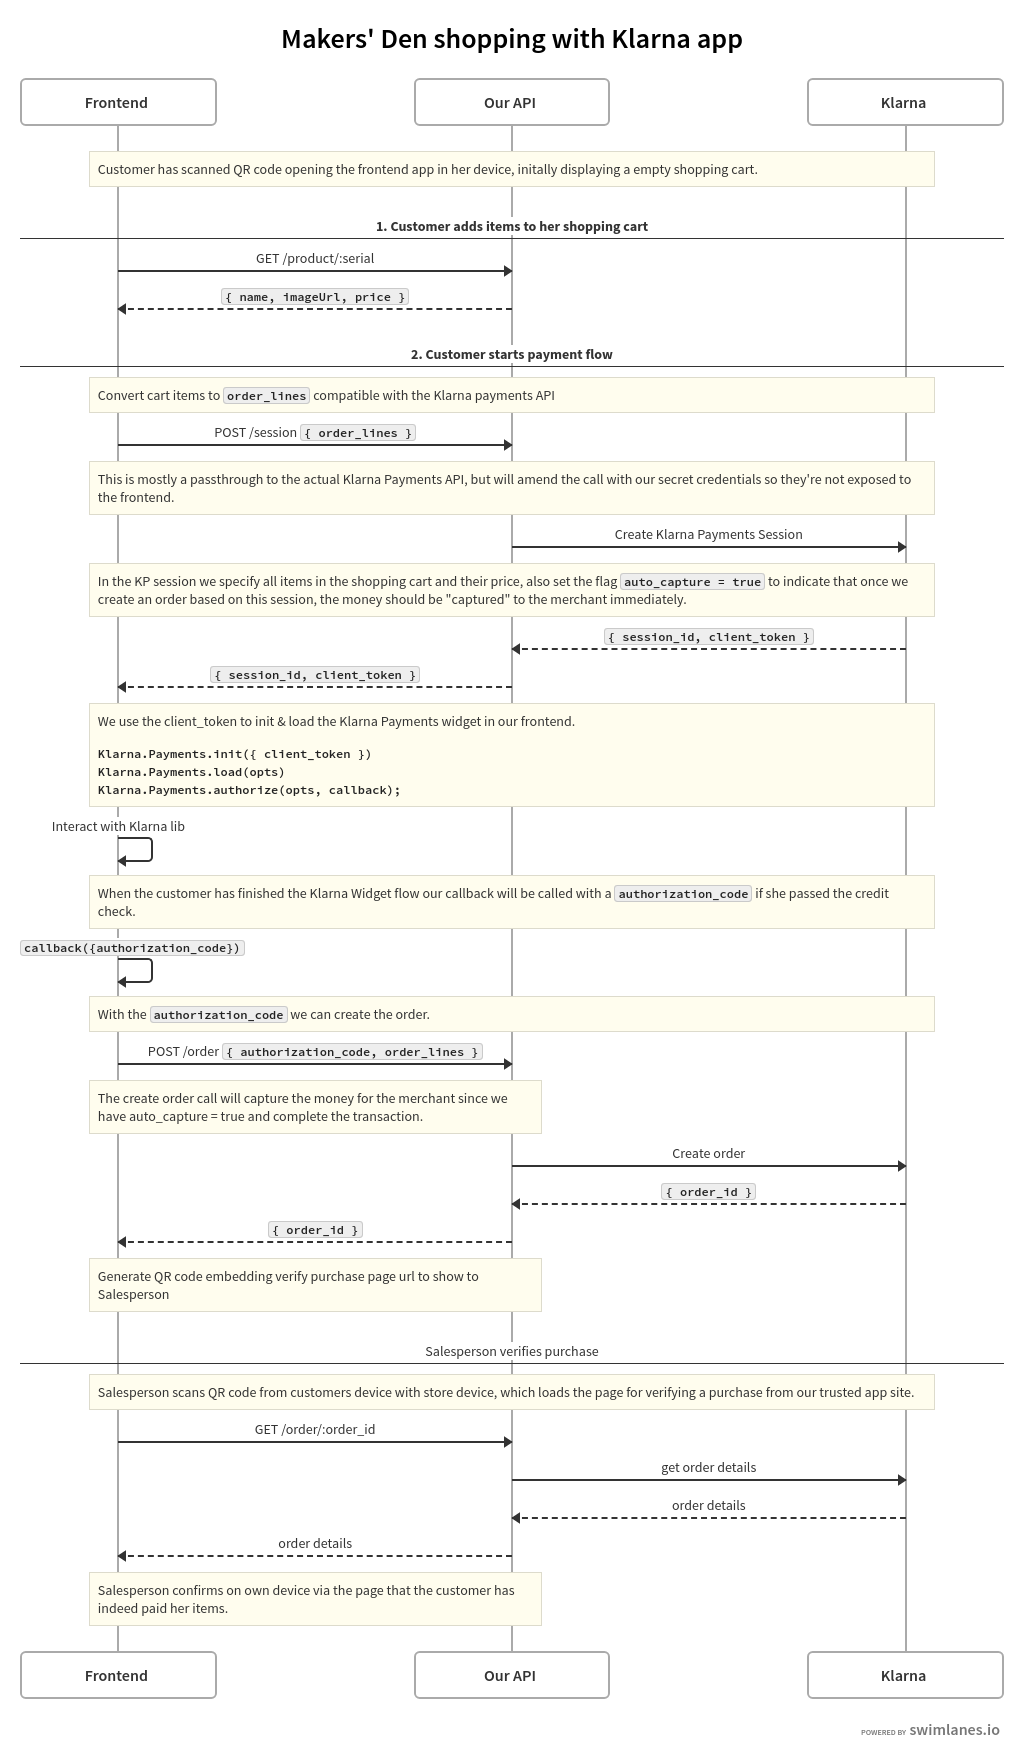 Makers' Den shopping with Klarna app
Frontend
Our API
Klarna
Customer has scanned QR code opening the frontend app in her device, initally displaying a empty shopping cart.
1. Customer adds items to her shopping cart
GET /product/:serial
{ name, imageUrl, price }
2. Customer starts payment flow
Convert cart items to order_lines compatible with the Klarna payments API
POST /session { order_lines }
This is mostly a passthrough to the actual Klarna Payments API, but will amend the call with our secret credentials so they're not exposed to
the frontend.
Create Klarna Payments Session
In the KP session we specify all items in the shopping cart and their price, also set the flag auto_capture = true to indicate that once we
create an order based on this session, the money should be "captured" to the merchant immediately.
{ session_id, client_token }
{ session_id, client_token }
We use the client_token to init & load the Klarna Payments widget in our frontend.
Klarna.Payments.init({ client_token })
Klarna.Payments.load(opts)
Klarna.Payments.authorize(opts, callback);
Interact with Klarna lib
When the customer has finished the Klarna Widget flow our callback will be called with a authorization_code if she passed the credit
check.
callback({authorization_code})
With the authorization_code we can create the order.
POST /order { authorization_code, order_lines }
The create order call will capture the money for the merchant since we
have auto_capture = true and complete the transaction.
Create order
{ order_id }
{ order_id }
Generate QR code embedding verify purchase page url to show to
Salesperson
Salesperson verifies purchase
Salesperson scans QR code from customers device with store device, which loads the page for verifying a purchase from our trusted app site.
GET /order/:order_id
get order details
order details
order details
Salesperson confirms on own device via the page that the customer has
indeed paid her items.
Frontend
Our API
Klarna
POWERED BY swimlanes.io